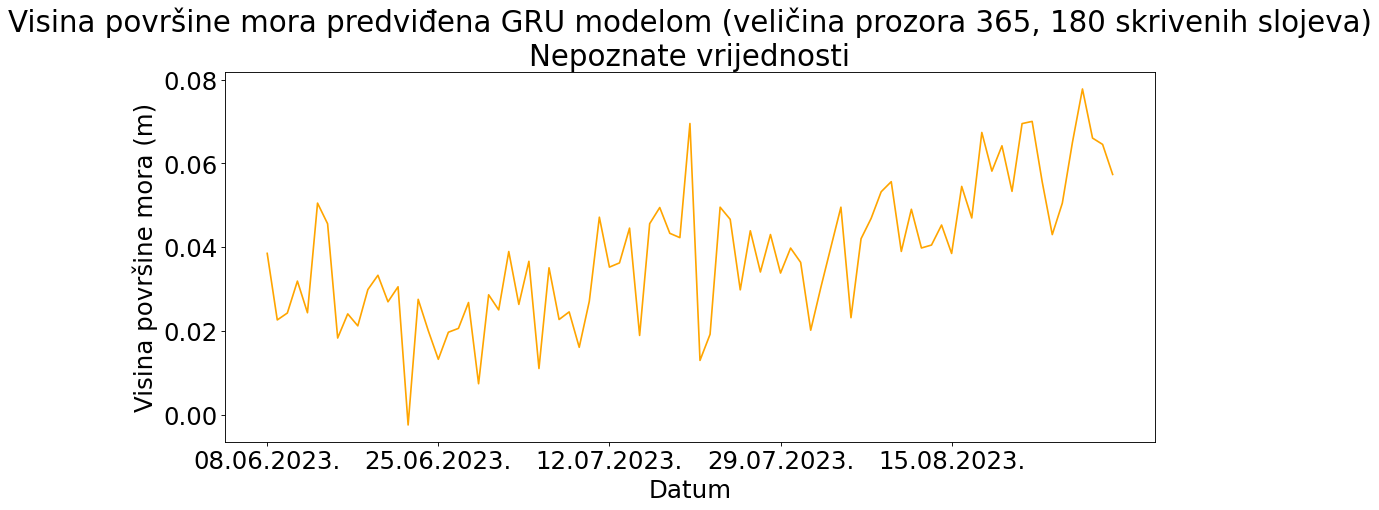 Visina površine mora predviđena GRU modelom (veličina prozora 365, 180 skrivenih slojeva)
Nepoznate vrijednosti
Visina površine mora (m)
0.08
0.06
0.04
0.02
0.00
08.06.2023.
25.06.2023.
12.07.2023.
29.07.2023.
15.08.2023.
Datum